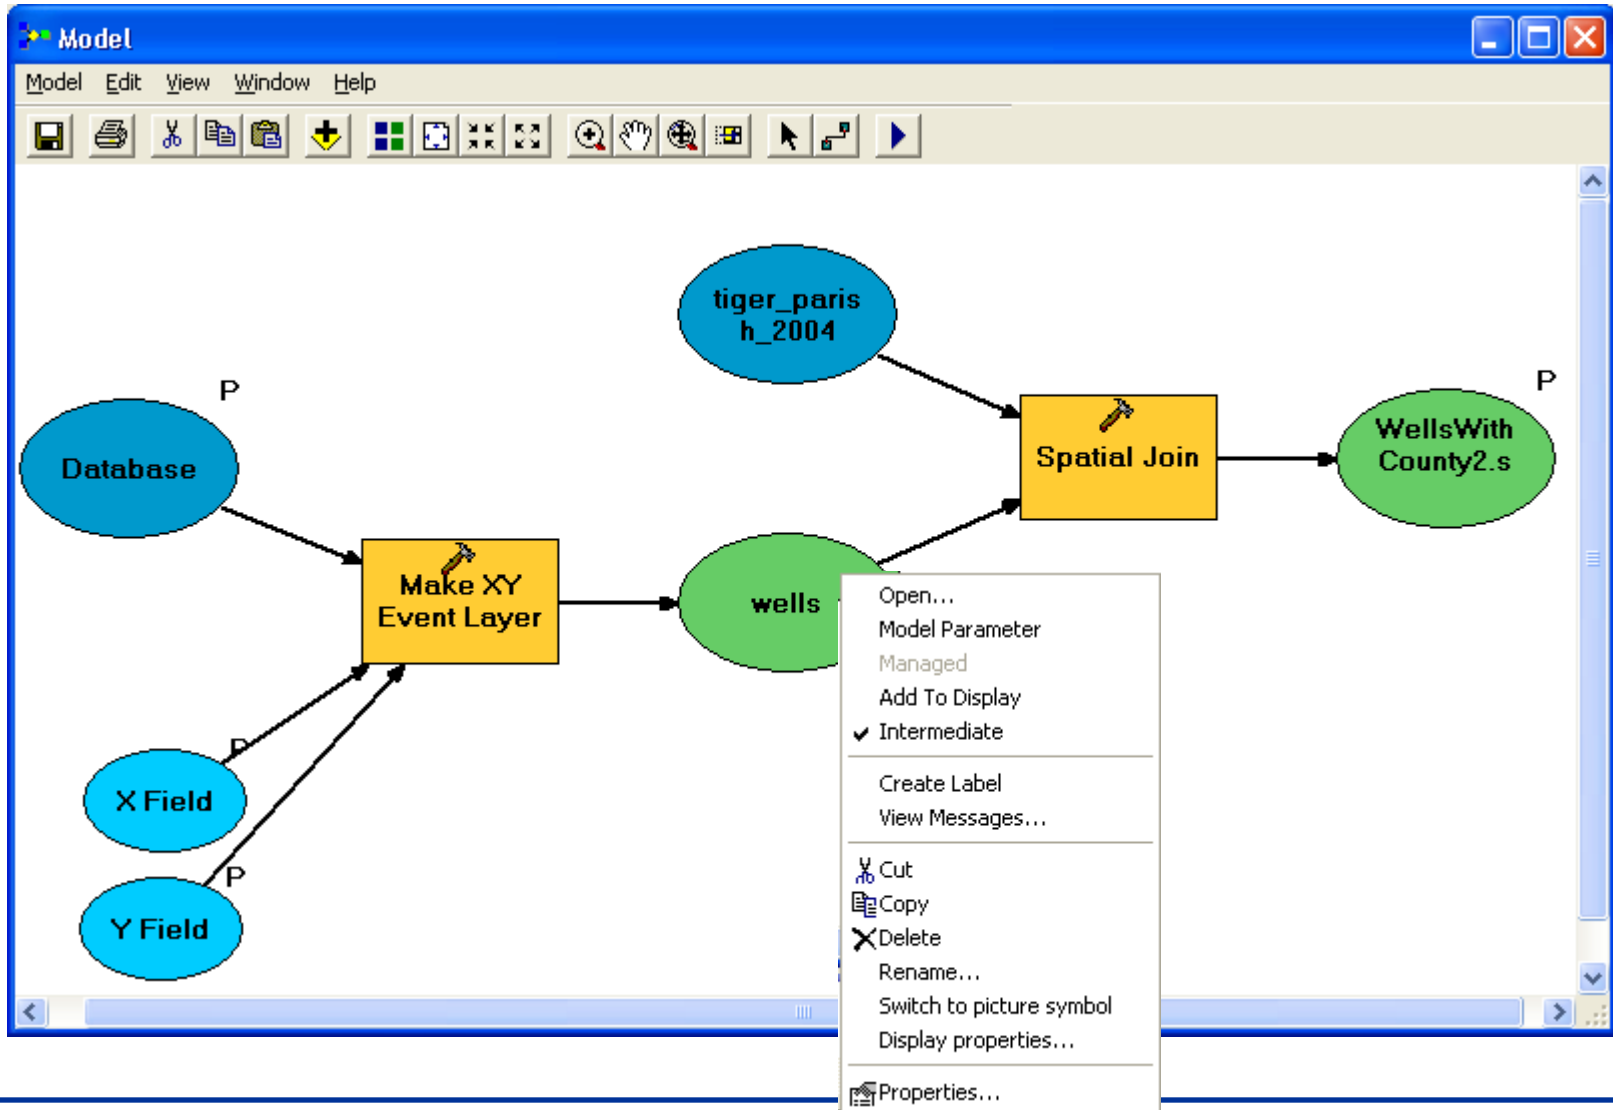 Model
Model Edit View Window Help
tiger_paris
h_2004
P
Database
P
WellsWith
County2.s
Spatial Join
Make XY
Event Layer
wells
P
X Field
P
Y Field
Open...
Model Parameter
Managed
Add To Display
Intermediate
Create Label
View Messages...
Cut
Copy
Delete
Rename...
Switch to picture symbol
Display properties...
Properties...